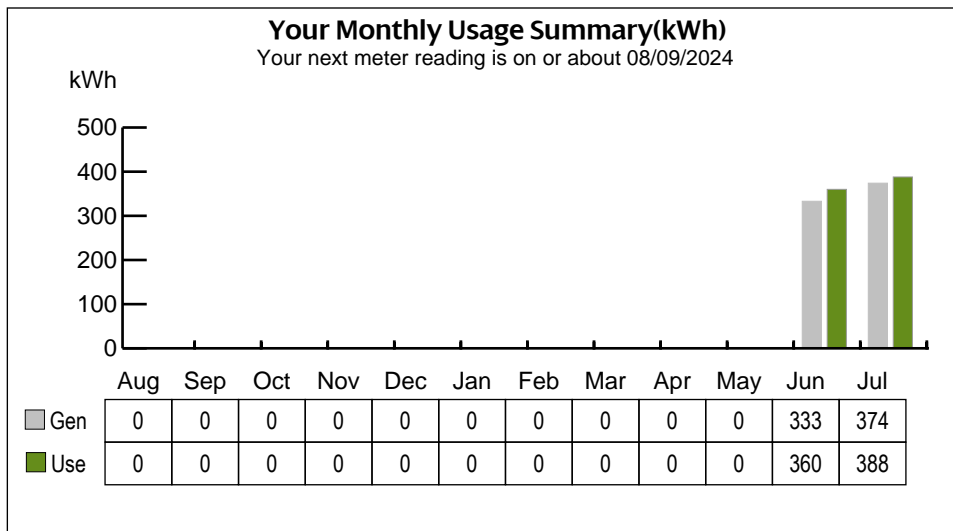 Your Monthly Usage Summary(kWh)
Your next meter reading is on or about 08/09/2024
kWh
500
400
300
200
100
0
Aug Sep Oct Nov Dec Jan Feb Mar Apr May Jun Jul
Gen 0 0 0 0 0 0 0 0 0 0 333 374
Use 0 0 0 0 0 0 0 0 0 0 360 388